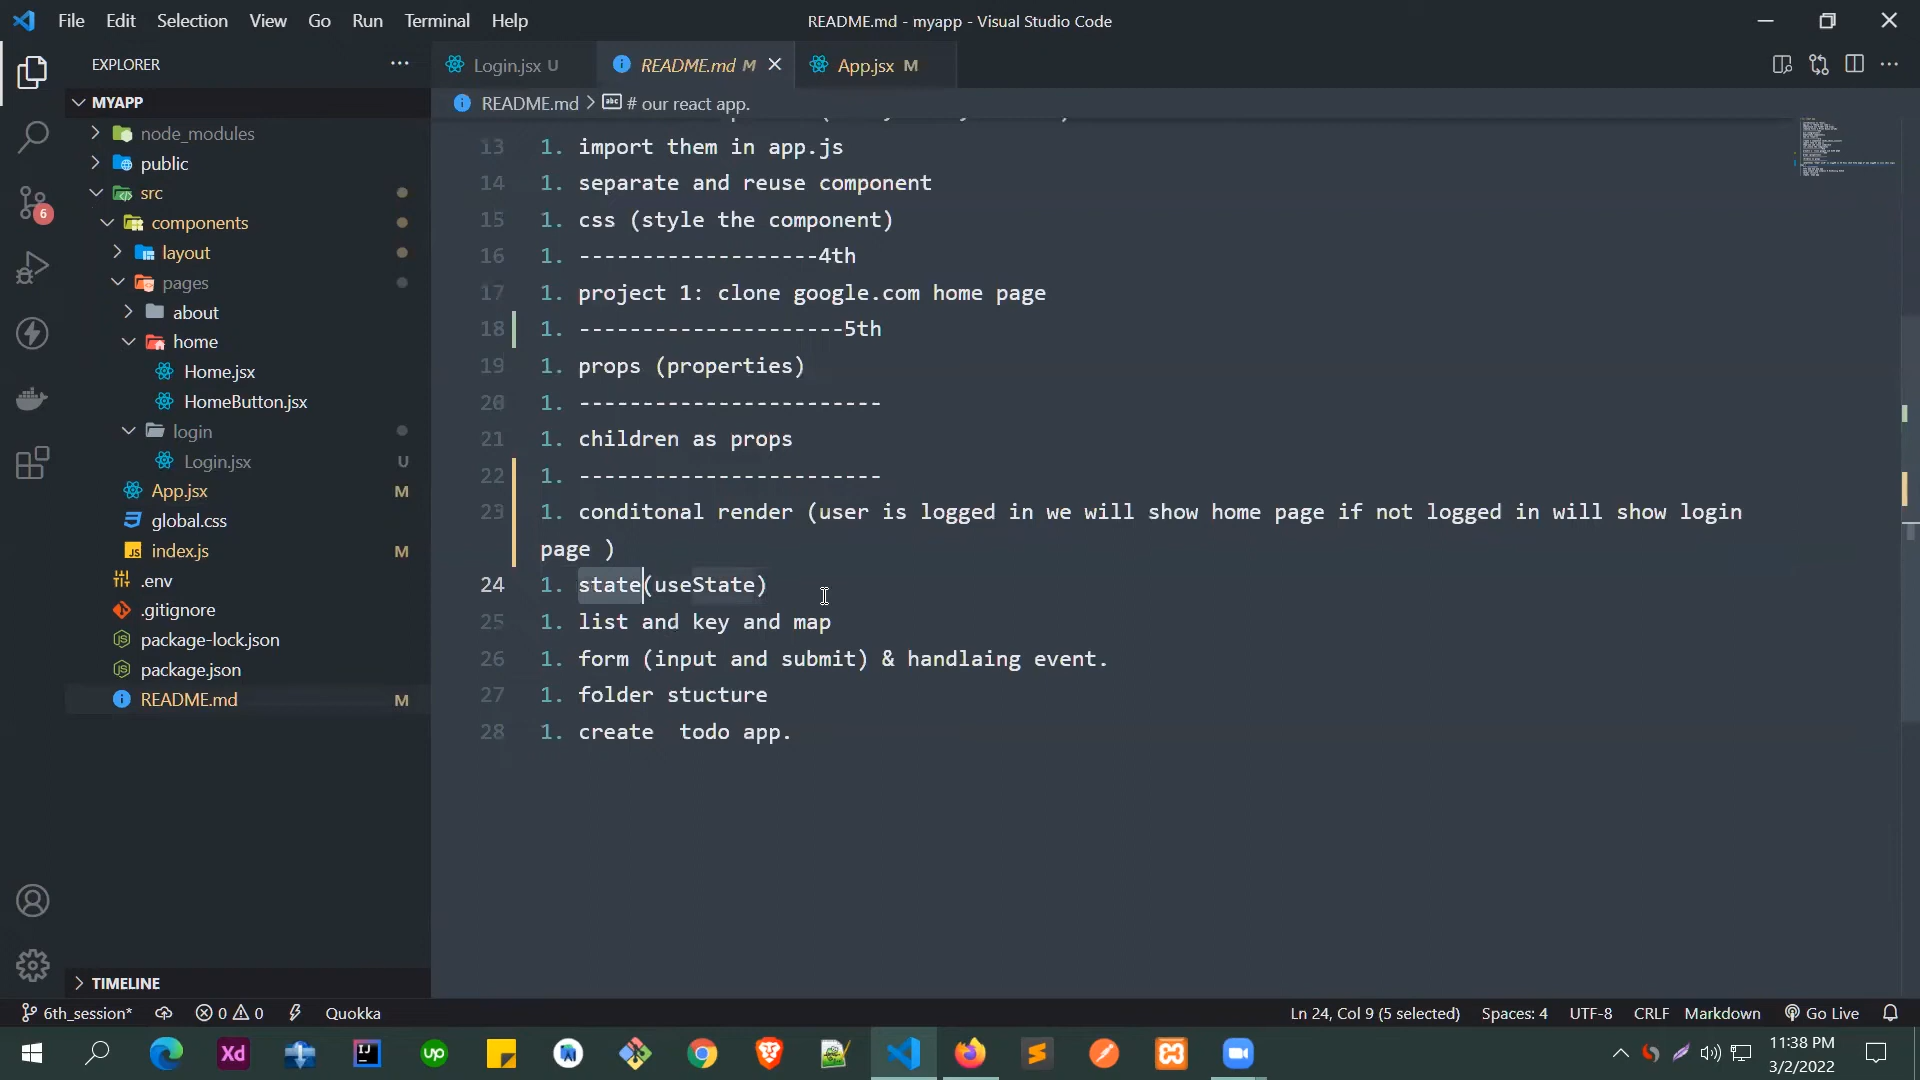 File Edit Selection View Go Run Terminal Help
README.md - myapp - Visual Studio Code
EXPLORER
MYAPP
node_modules
public
src
components
layout
pages
about
home
Home.jsx
HomeButton.jsx
login
Login.jsx U
App.jsx M
global.css
JS index.js M
.env
.gitignore
package-lock.json
package.json
README.md M
TIMELINE
Login.jsx U
README.md M
App.jsx M
README.md > # our react app.
13 1. import them in app.js
14 1. separate and reuse component
15 1. css (style the component)
16 1. -------------------4th
17 1. project 1: clone google.com home page
18 1. ---------------------5th
19 1. props (properties)
20 1. ------------------------
21 1. children as props
22 1. ------------------------
23 1. conditonal render (user is logged in we will show home page if not logged in will show login
page )
24 1. state(useState)
25 1. list and key and map
26 1. form (input and submit) & handlaing event.
27 1. folder stucture
28 1. create  todo app.
6
6th_session* 0 0 Quokka
Ln 24, Col 9 (5 selected) Spaces: 4 UTF-8 CRLF Markdown Go Live
Xd
IJ
up
11:38 PM
3/2/2022